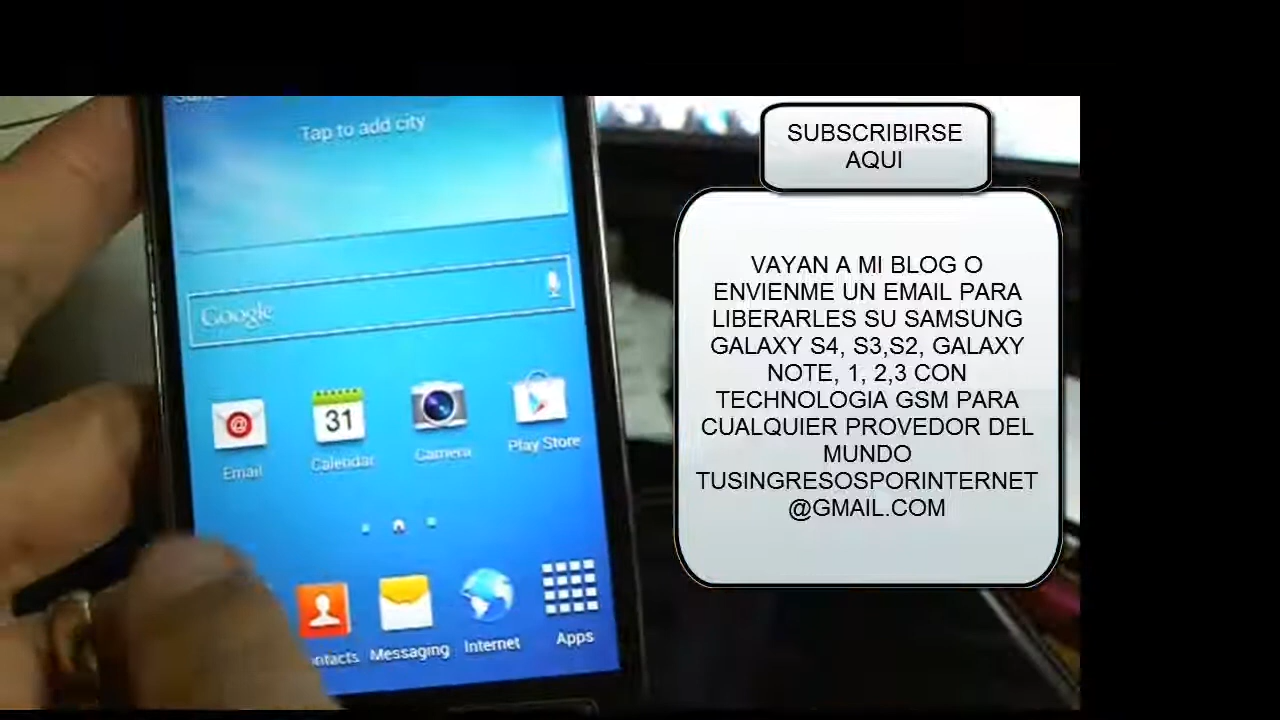 Tap to add city
Google
31
Email
Calendar
Camera
Play Store
Messaging
Internet
Apps
SUBSCRIBIRSE
AQUI
VAYAN A MI BLOG O
ENVIENME UN EMAIL PARA
LIBERARLES SU SAMSUNG
GALAXY S4, S3,S2, GALAXY
NOTE, 1, 2,3 CON
TECHNOLOGIA GSM PARA
CUALQUIER PROVEDOR DEL
MUNDO
TUSINGRESOSPORINTERNET
@GMAIL.COM